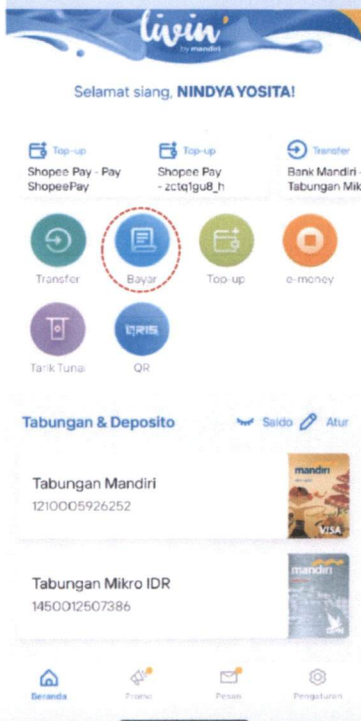 livin'
by mandiri
Selamat siang, NINDYA YOSITA!
Top-up
Shopee Pay - Pay
ShopeePay
Top-up
Shopee Pay
- zctq1gu8_h
Transfer
Bank Mandiri -
Tabungan Mik
Transfer
Bayar
Top-up
e-money
QRIS
Tarik Tunai
QR
Tabungan & Deposito
Saldo
Atur
Tabungan Mandiri
1210005926252
mandiri
VISA
Tabungan Mikro IDR
1450012507386
mandiri
Beranda
Promo
Pesan
Pengaturan